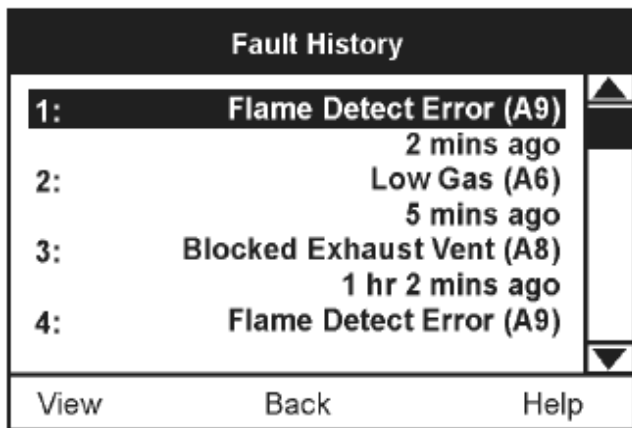 Fault History
1: Flame Detect Error (A9)
2 mins ago
2: Low Gas (A6)
5 mins ago
3: Blocked Exhaust Vent (A8)
1 hr 2 mins ago
4: Flame Detect Error (A9)
View Back Help